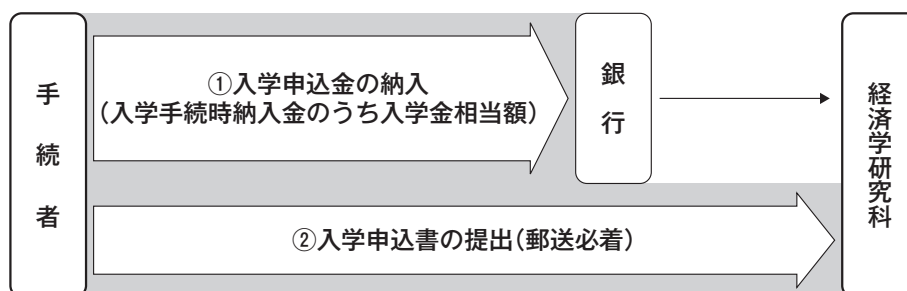 手続者
①入学申込金の納入
（入学手続時納入金のうち入学金相当額）
銀行
経済学研究科
②入学申込書の提出（郵送必着）